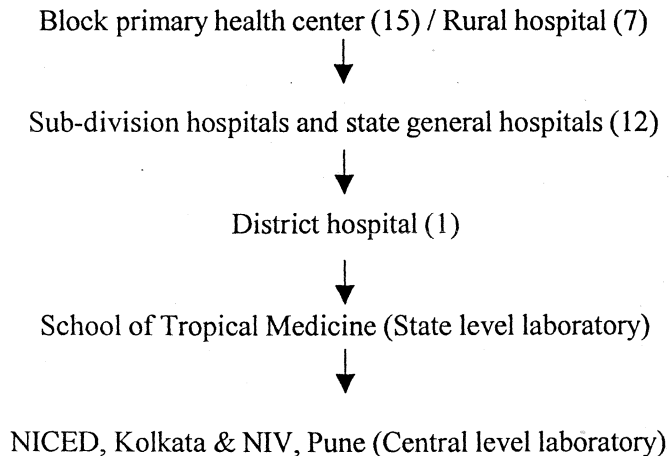 Block primary health center (15) / Rural hospital (7)
Sub-division hospitals and state general hospitals (12)
District hospital (1)
School of Tropical Medicine (State level laboratory)
NICED, Kolkata & NIV, Pune (Central level laboratory)